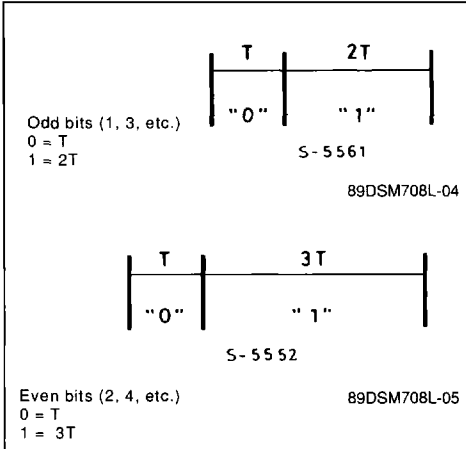 T 2T
"0" "1"
Odd bits (1, 3, etc.)
0 = T
1 = 2T
S-5561
89DSM708L-04
T 3T
"0" "1"
S-5552
Even bits (2, 4, etc.)
0 = T
1 = 3T
89DSM708L-05